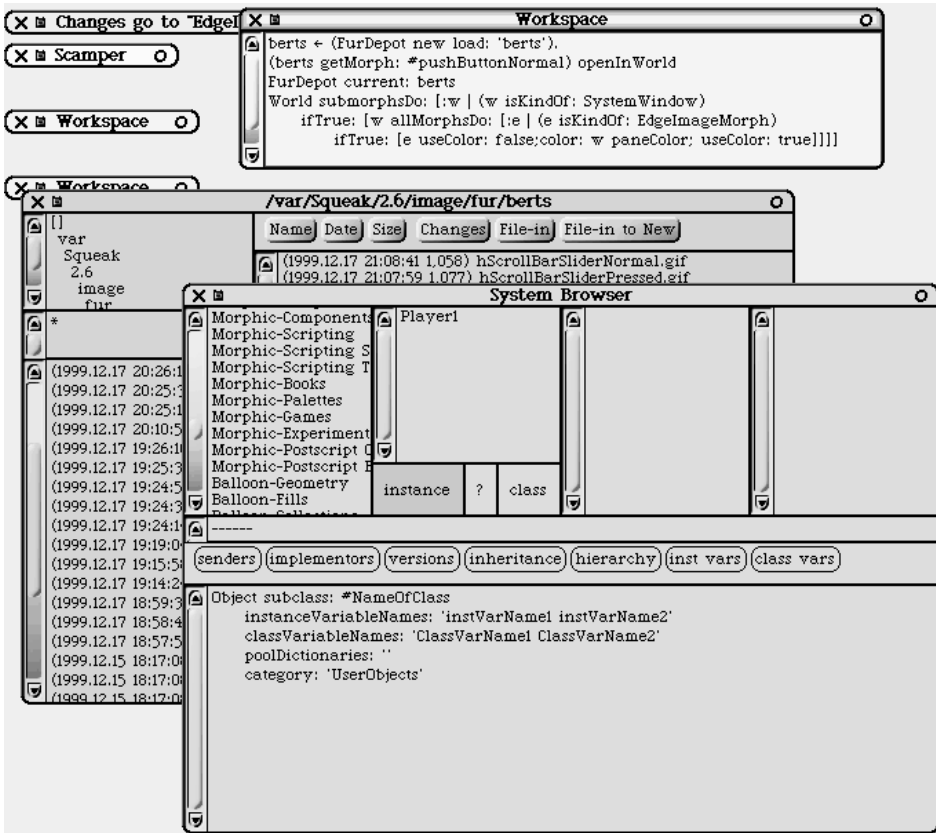 Changes go to "EdgeI
Scamper
Workspace
Workspace
Workspace
berts ← (FurDepot new load: 'berts').
(berts getMorph: #pushButtonNormal) openInWorld
FurDepot current: berts
World submorphsDo: [:w | (w isKindOf: SystemWindow)
ifTrue: [w allMorphsDo: [:e | (e isKindOf: EdgeImageMorph)
ifTrue: [e useColor: false;color: w paneColor; useColor: true]]]]
/var/Squeak/2.6/image/fur/berts
[]
var
Squeak
2.6
image
fur
Name Date Size Changes File-in File-in to New
(1999.12.17 21:08:41 1,058) hScrollBarSliderNormal.gif
(1999.12.17 21:07:59 1,077) hScrollBarSliderPressed.gif
*
(1999.12.17 20:26:1
(1999.12.17 20:25:
(1999.12.17 20:25:1
(1999.12.17 20:10:5
(1999.12.17 19:26:1
(1999.12.17 19:25:3
(1999.12.17 19:24:5
(1999.12.17 19:24:3
(1999.12.17 19:24:1
(1999.12.17 19:19:0
(1999.12.17 19:15:5
(1999.12.17 19:14:2
(1999.12.17 18:59:3
(1999.12.17 18:58:4
(1999.12.17 18:57:5
(1999.12.15 18:17:0
(1999.12.15 18:17:0
(1999.12.15 18:17:0
System Browser
Morphic-Components
Morphic-Scripting
Morphic-Scripting S
Morphic-Scripting T
Morphic-Books
Morphic-Palettes
Morphic-Games
Morphic-Experiment
Morphic-Postscript C
Morphic-Postscript E
Balloon-Geometry
Balloon-Fills
Balloon-Collections
Player1
instance ? class
------
senders implementors versions inheritance hierarchy inst vars class vars
Object subclass: #NameOfClass
instanceVariableNames: 'instVarName1 instVarName2'
classVariableNames: 'ClassVarName1 ClassVarName2'
poolDictionaries: ''
category: 'UserObjects'